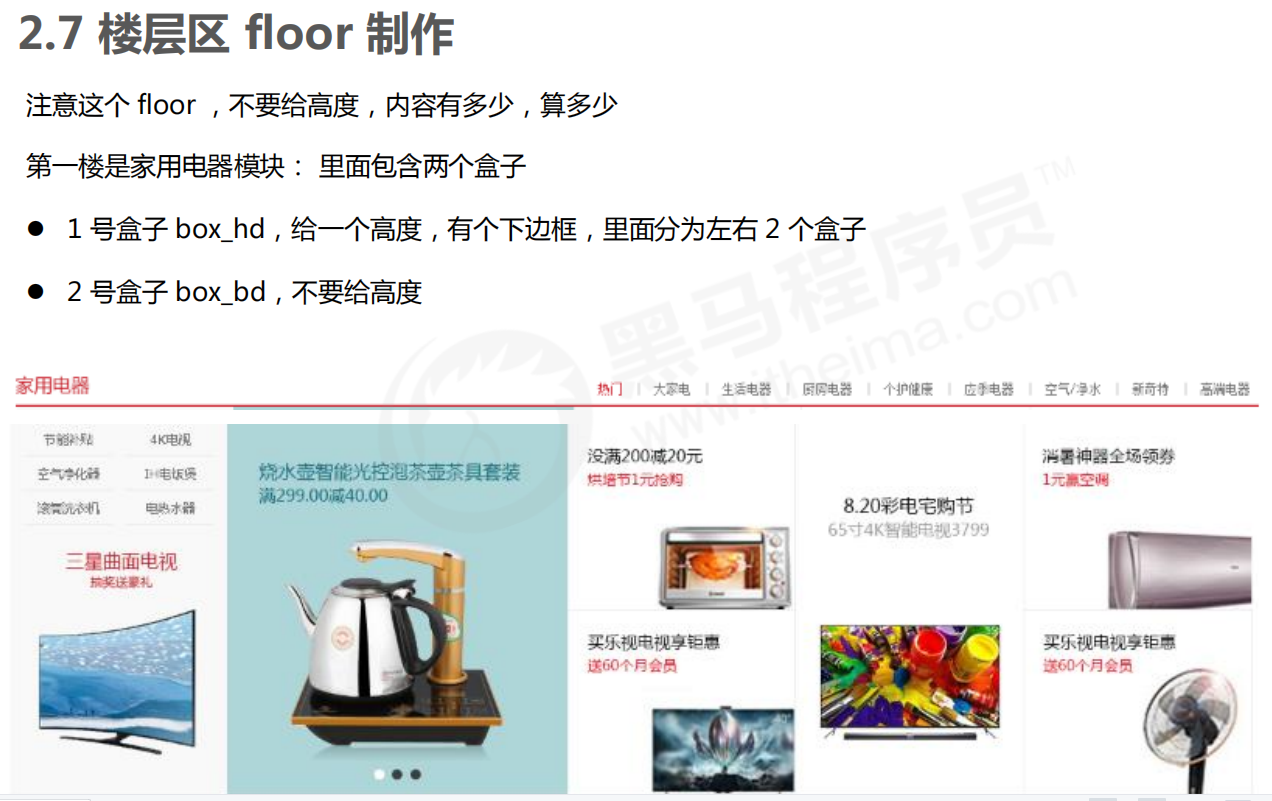 2.7 楼层区 floor 制作
注意这个 floor ，不要给高度，内容有多少，算多少
第一楼是家用电器模块： 里面包含两个盒子
● 1 号盒子 box_hd，给一个高度，有个下边框，里面分为左右 2 个盒子
● 2 号盒子 box_bd，不要给高度
黑马程序员™
www.itheima.com
家用电器
热门 | 大家电 | 生活电器 | 厨房电器 | 个护健康 | 应季电器 | 空气/净水 | 新奇特 | 高端电器
节能补贴 4K电视
空气净化器 IH电饭煲
滚筒洗衣机 电热水器
三星曲面电视
抽奖送豪礼
烧水壶智能光控泡茶壶茶具套装
满299.00减40.00
没满200减20元
烘培节1元抢购
买乐视电视享钜惠
送60个月会员
8.20彩电宅购节
65寸4K智能电视3799
消暑神器全场领券
1元赢空调
买乐视电视享钜惠
送60个月会员